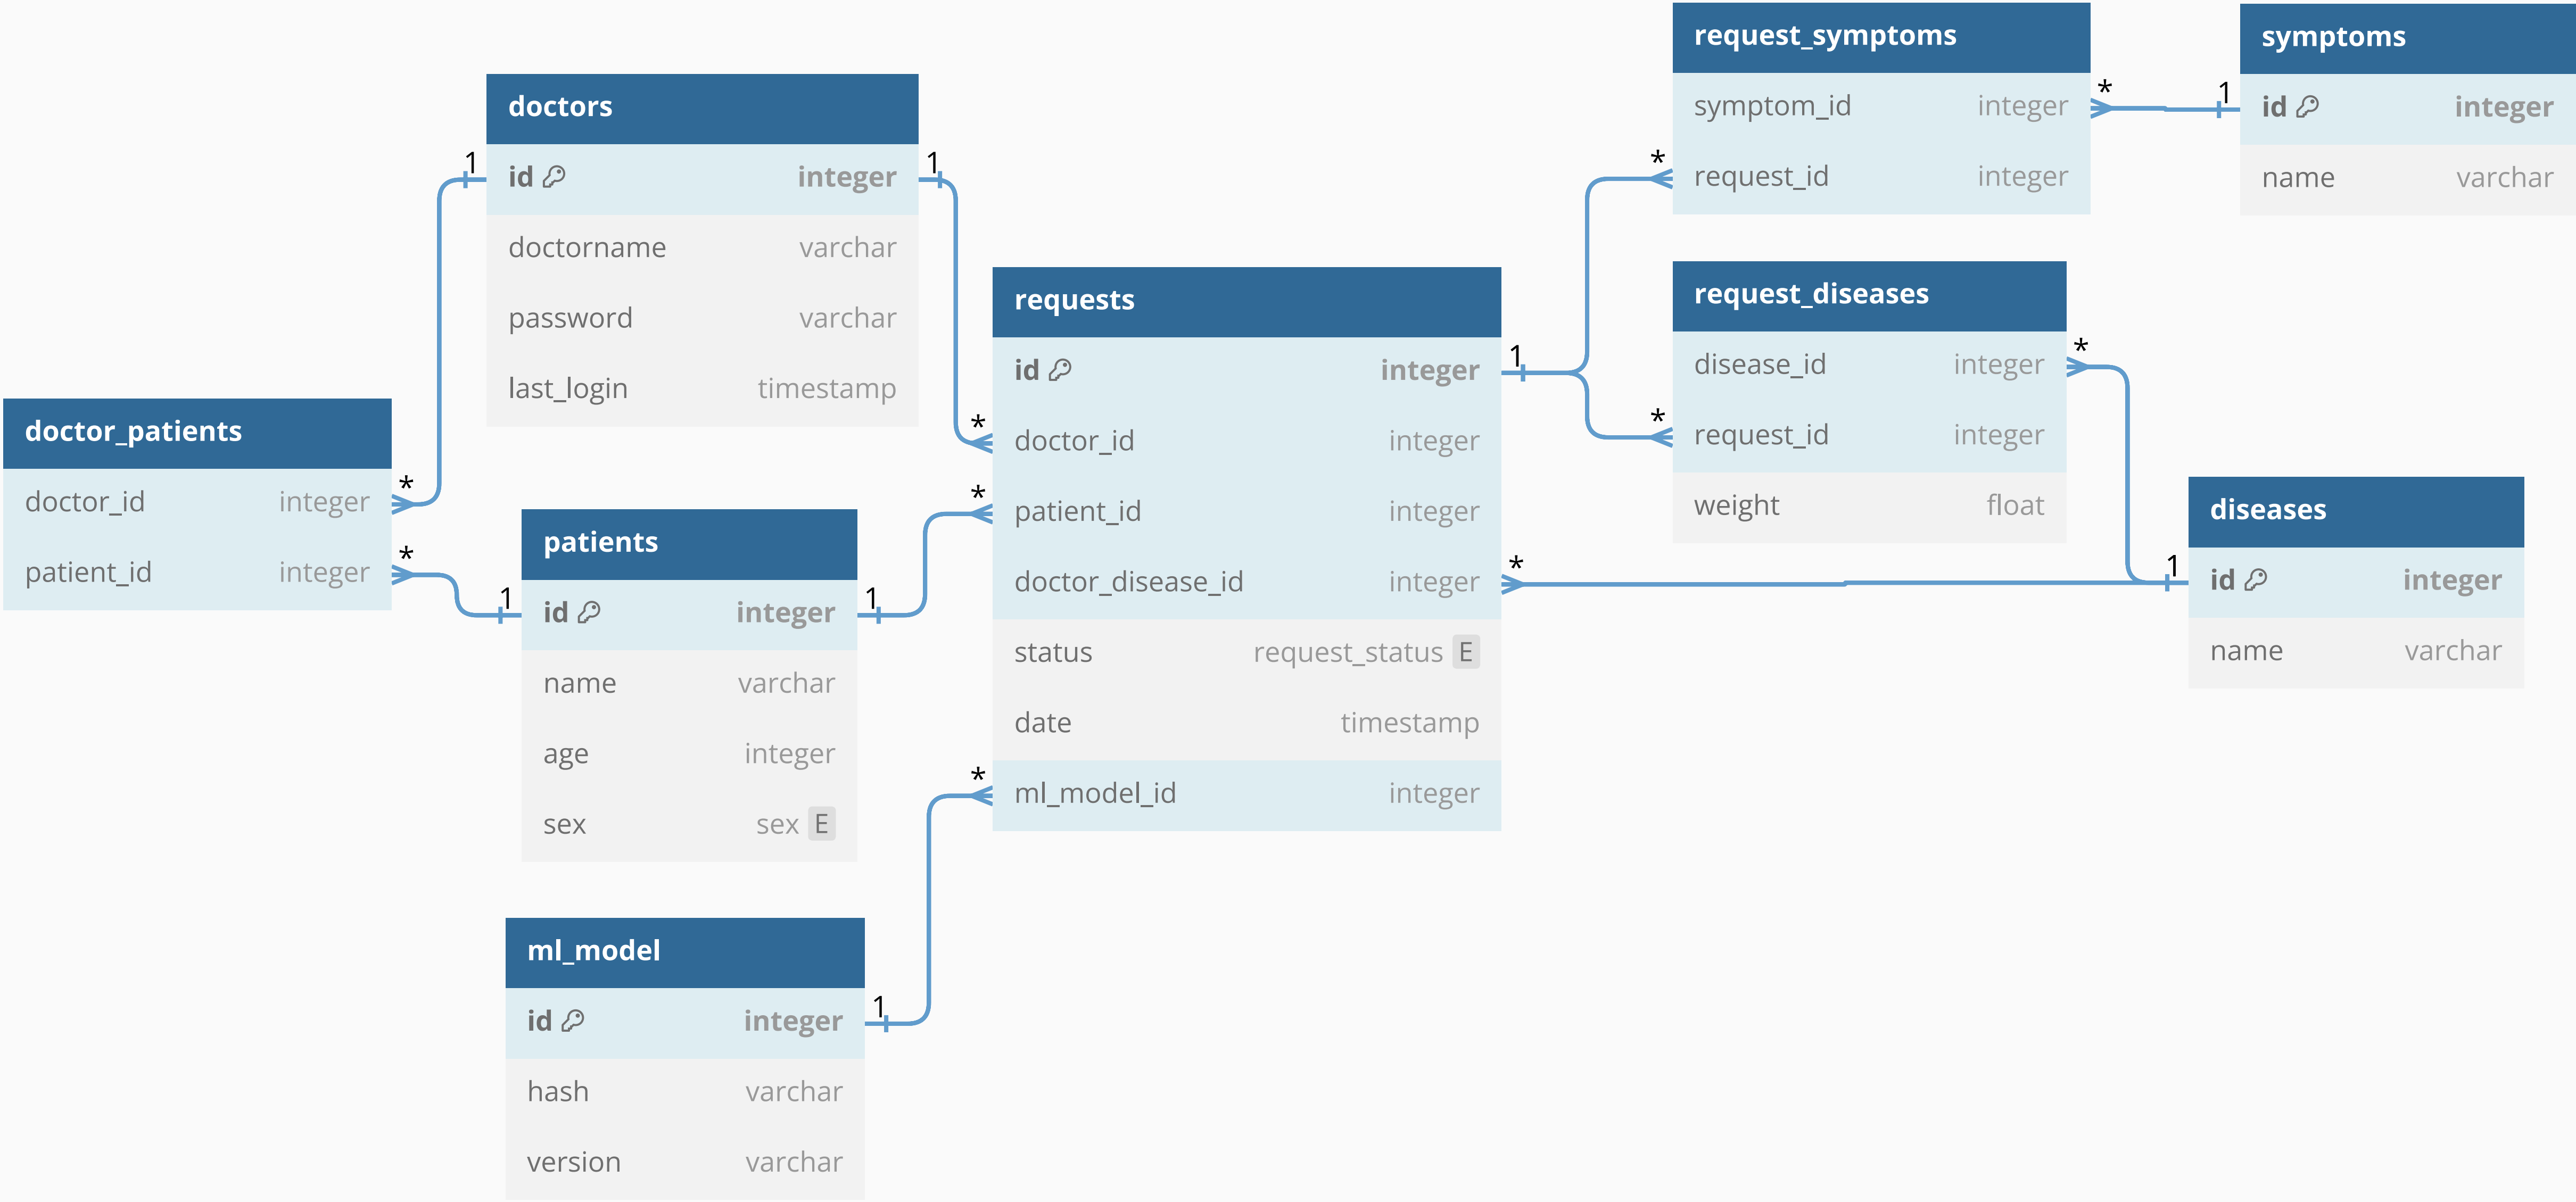 doctors
id integer
doctorname varchar
password varchar
last_login timestamp
doctor_patients
doctor_id integer
patient_id integer
patients
id integer
name varchar
age integer
sex sex E
ml_model
id integer
hash varchar
version varchar
requests
id integer
doctor_id integer
patient_id integer
doctor_disease_id integer
status request_status E
date timestamp
ml_model_id integer
request_symptoms
symptom_id integer
request_id integer
request_diseases
disease_id integer
request_id integer
weight float
symptoms
id integer
name varchar
diseases
id integer
name varchar
1
1
*
*
1
1
*
*
*
1
1
*
*
*
*
1
*
1